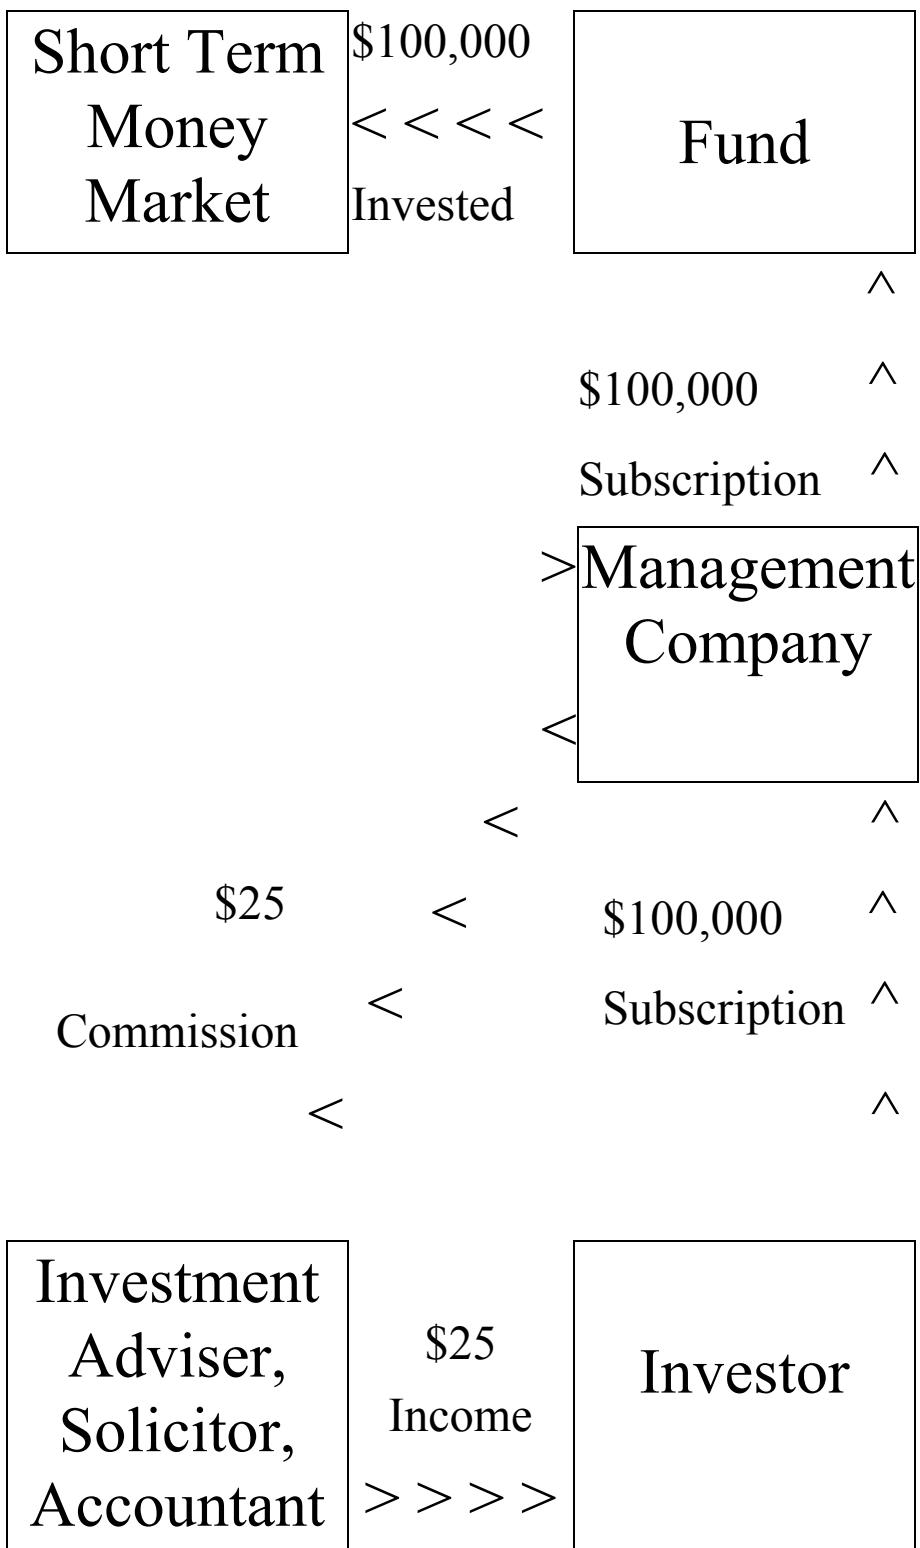 Short Term
Money
Market
$100,000
< < < <
Invested
Fund
^
$100,000 ^
Subscription ^
>
Management
Company
<
< ^
$25 < $100,000 ^
Commission < Subscription ^
< ^
Investment
Adviser,
Solicitor,
Accountant
$25
Income
> > > >
Investor